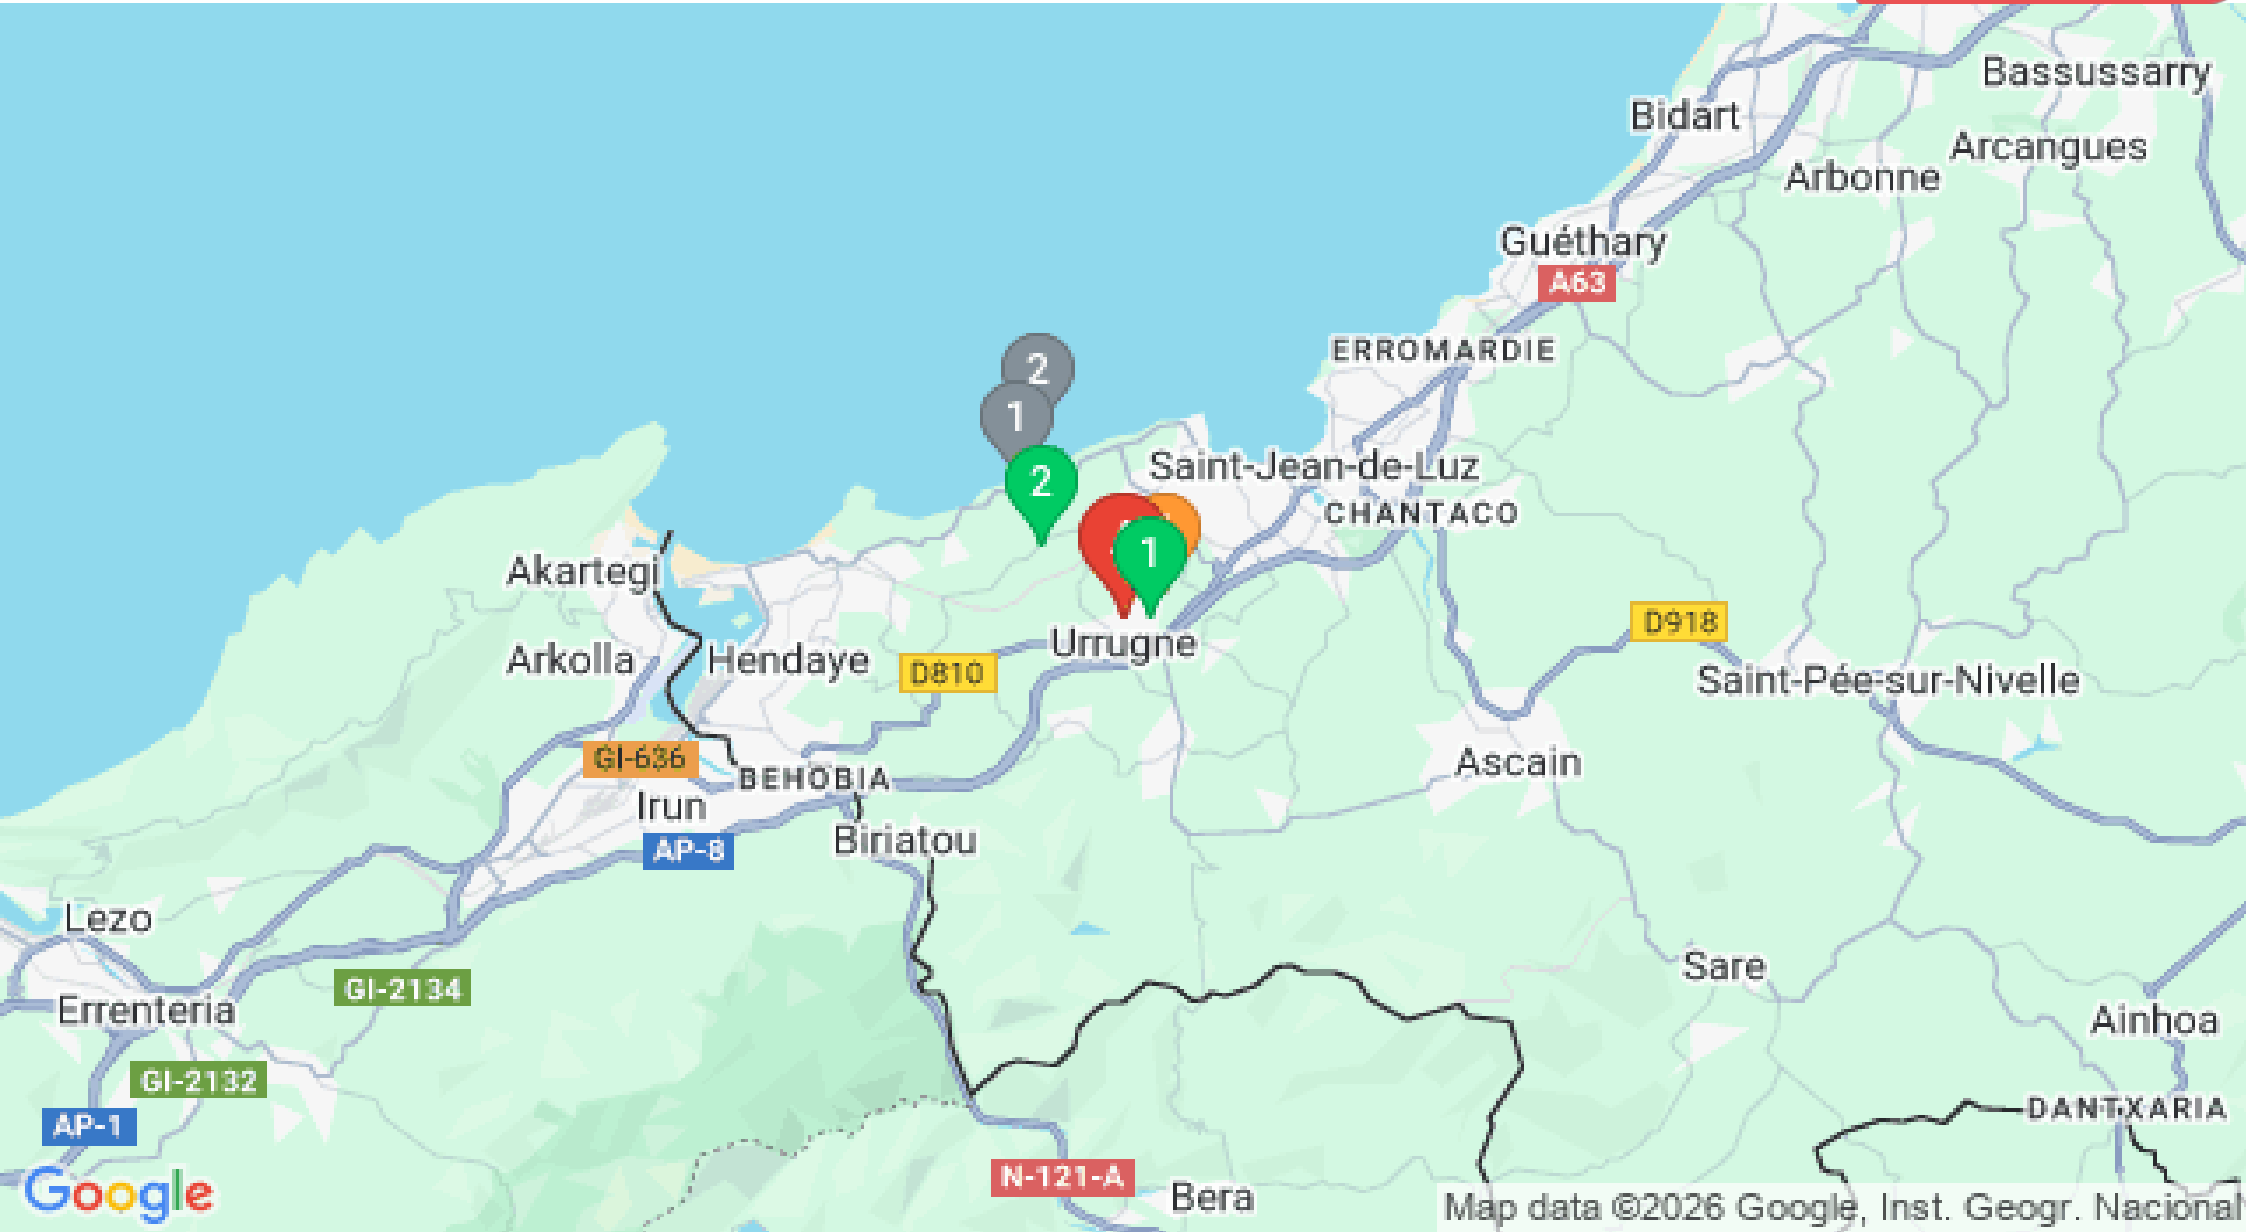 Bassussarry
Bidart
Arcangues
Arbonne
Guéthary
A63
ERROMARDIE
2
1
Saint-Jean-de-Luz
2
CHANTACO
1
Akartegi
D918
Urrugne
Arkolla
Hendaye
D810
Saint-Pée-sur-Nivelle
GI-636
Ascain
BEHOBIA
Irun
Biriatou
AP-8
Lezo
Sare
GI-2134
Errenteria
Ainhoa
GI-2132
DANTXARIA
AP-1
N-121-A
Google
Bera
Map data ©2026 Google, Inst. Geogr. Nacional